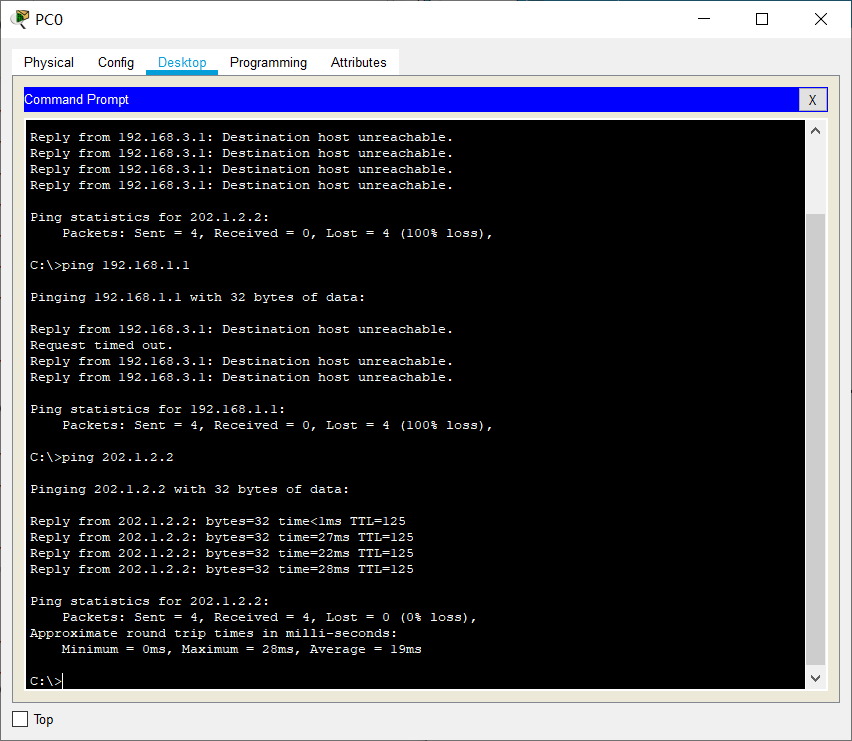 PC0
Physical Config Desktop Programming Attributes
Command Prompt X
Reply from 192.168.3.1: Destination host unreachable.
Reply from 192.168.3.1: Destination host unreachable.
Reply from 192.168.3.1: Destination host unreachable.
Reply from 192.168.3.1: Destination host unreachable.
Ping statistics for 202.1.2.2:
Packets: Sent = 4, Received = 0, Lost = 4 (100% loss),
C:\>ping 192.168.1.1
Pinging 192.168.1.1 with 32 bytes of data:
Reply from 192.168.3.1: Destination host unreachable.
Request timed out.
Reply from 192.168.3.1: Destination host unreachable.
Reply from 192.168.3.1: Destination host unreachable.
Ping statistics for 192.168.1.1:
Packets: Sent = 4, Received = 0, Lost = 4 (100% loss),
C:\>ping 202.1.2.2
Pinging 202.1.2.2 with 32 bytes of data:
Reply from 202.1.2.2: bytes=32 time<1ms TTL=125
Reply from 202.1.2.2: bytes=32 time=27ms TTL=125
Reply from 202.1.2.2: bytes=32 time=22ms TTL=125
Reply from 202.1.2.2: bytes=32 time=28ms TTL=125
Ping statistics for 202.1.2.2:
Packets: Sent = 4, Received = 4, Lost = 0 (0% loss),
Approximate round trip times in milli-seconds:
Minimum = 0ms, Maximum = 28ms, Average = 19ms
C:\>
Top